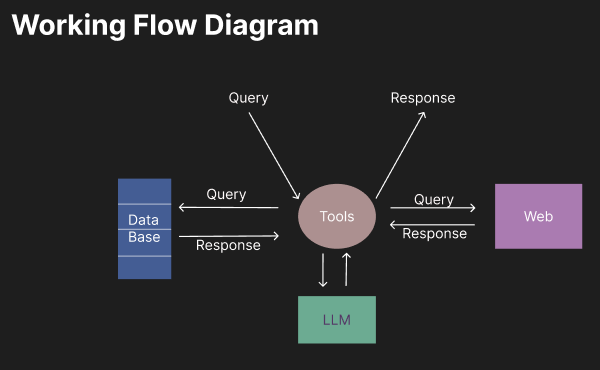 Working Flow Diagram
Query
Response
Query
Data
Base
Response
Tools
Query
Response
Web
LLM